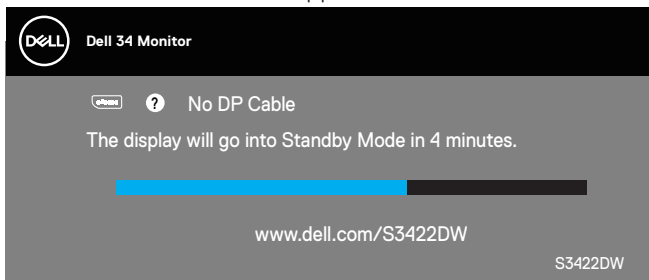 DELL
Dell 34 Monitor
? No DP Cable
The display will go into Standby Mode in 4 minutes.
www.dell.com/S3422DW
S3422DW